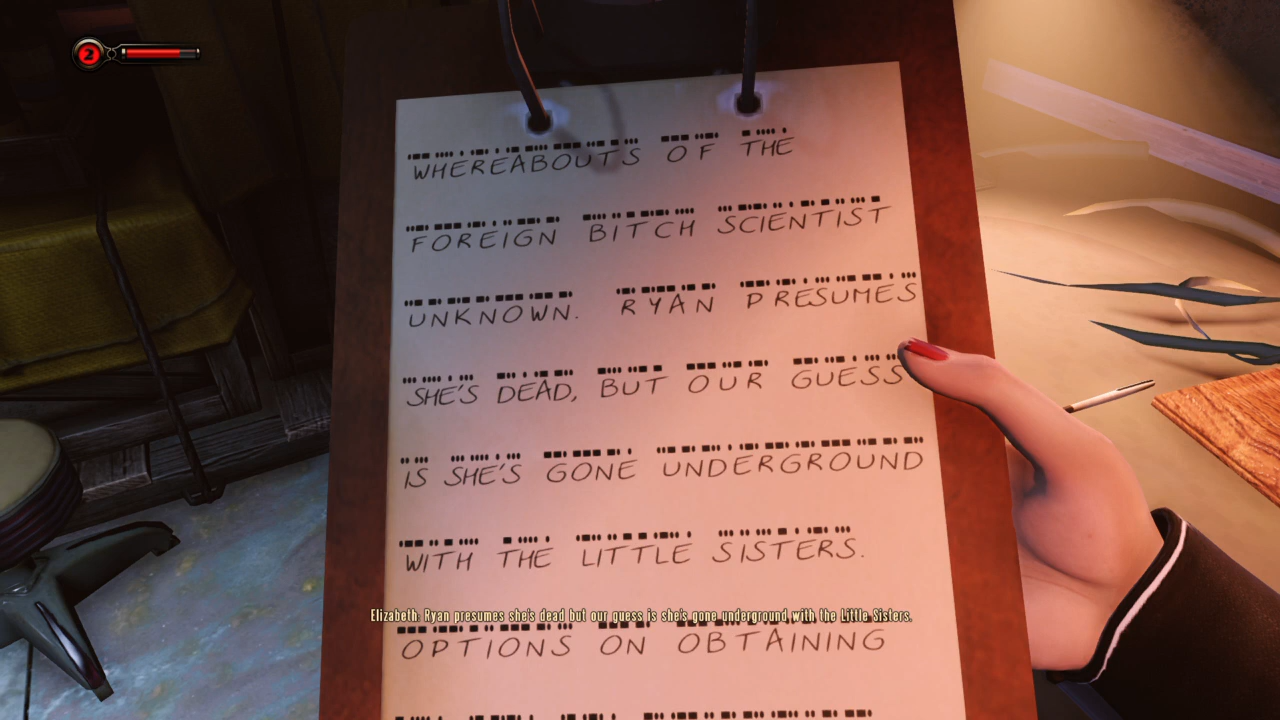 2
WHEREABOUTS OF THE
FOREIGN BITCH SCIENTIST
UNKNOWN. RYAN PRESUMES
SHE'S DEAD, BUT OUR GUESS
IS SHE'S GONE UNDERGROUND
WITH THE LITTLE SISTERS.
Elizabeth: Ryan presumes she's dead but our guess is she's gone underground with the Little Sisters.
OPTIONS ON OBTAINING